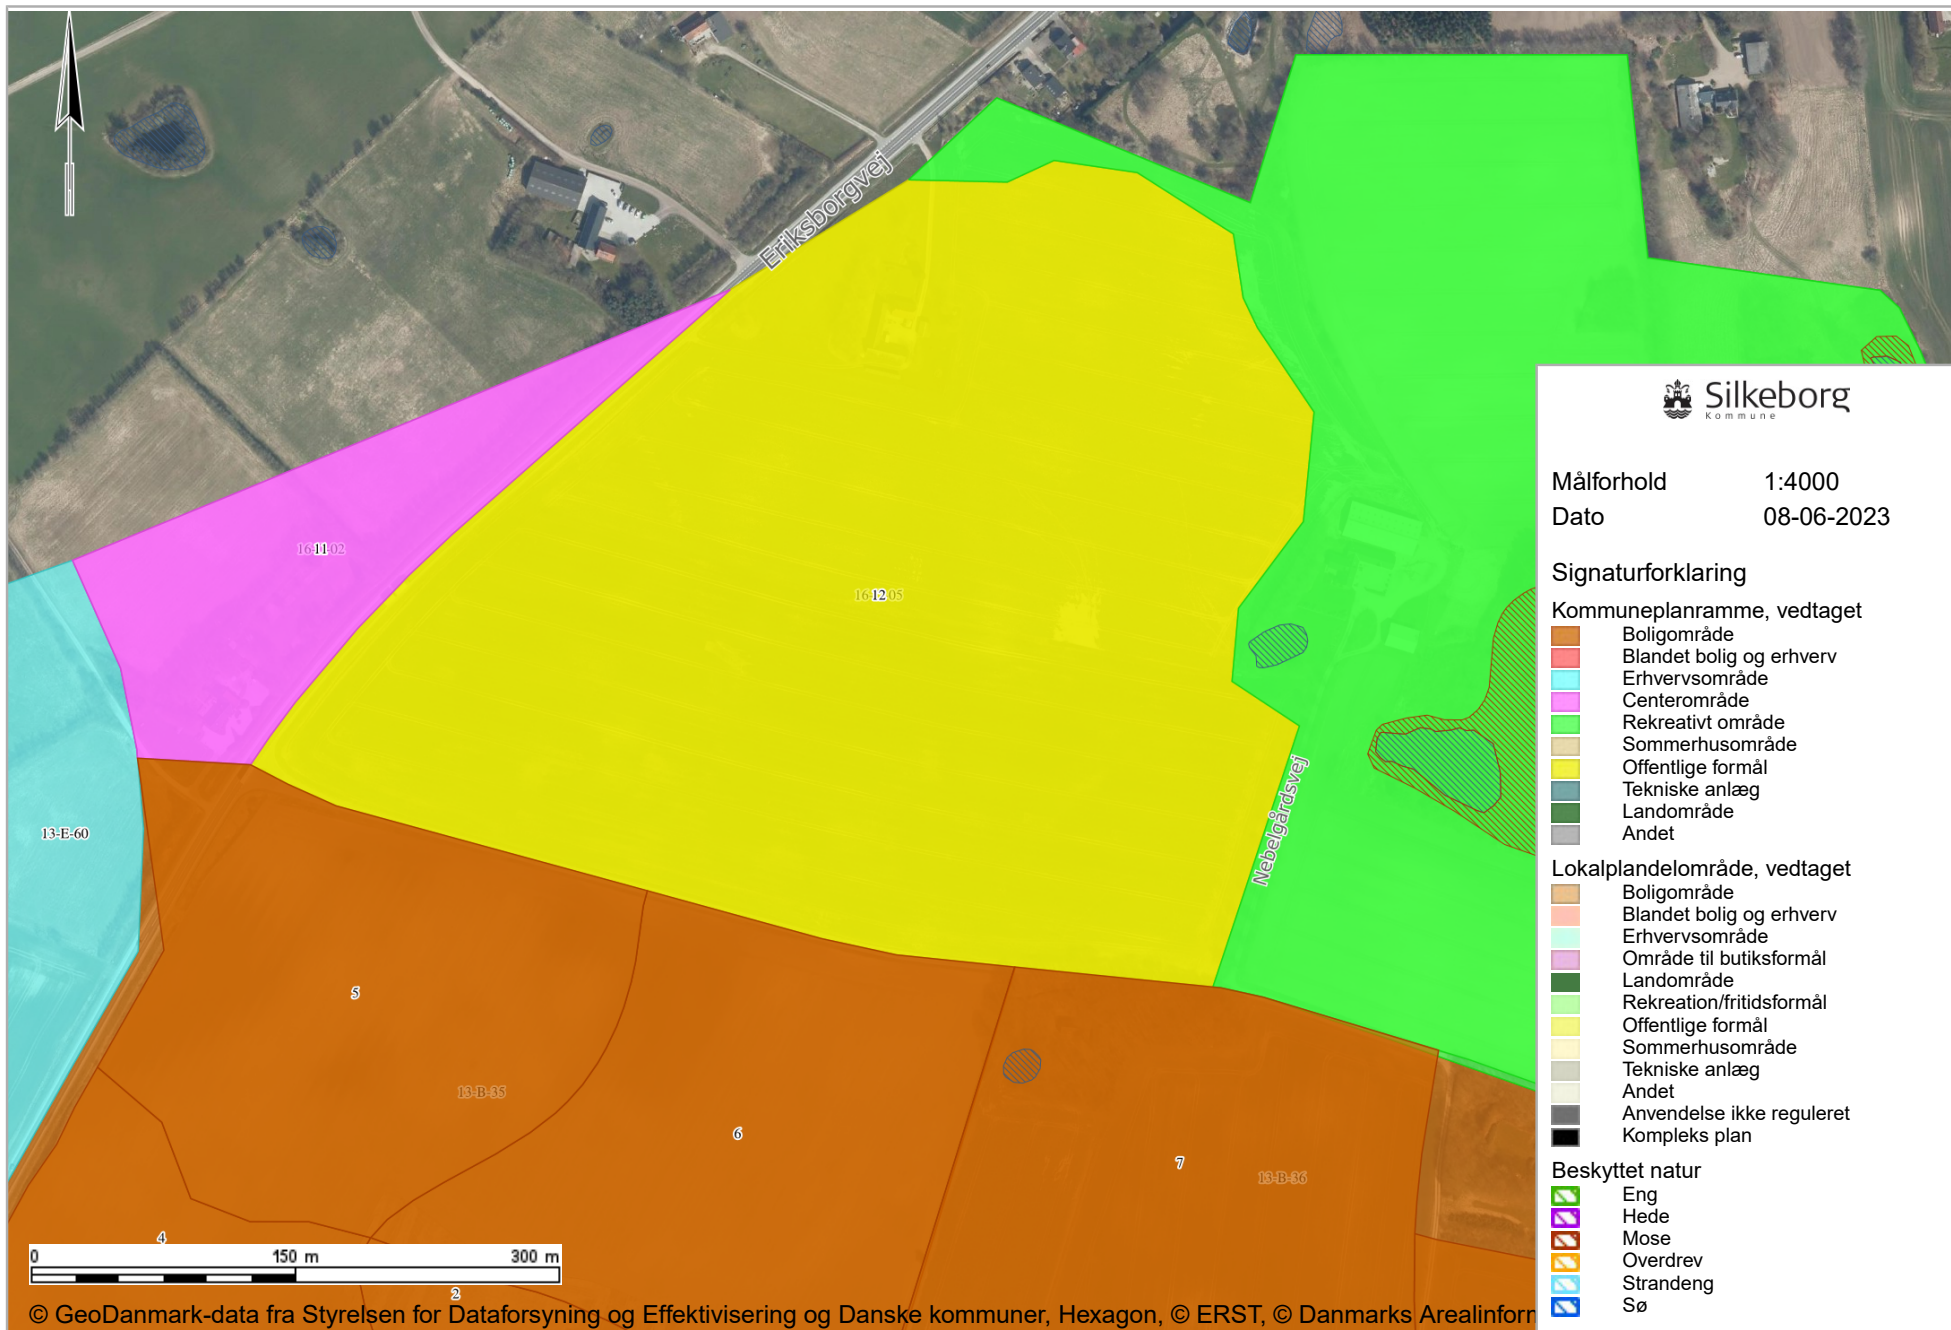 Eriksborgvej
11
12
Nebelgårdsvej
13-E-60
5
13-B-35
6
7
13-B-36
4
2
0 150 m 300 m
© GeoDanmark-data fra Styrelsen for Dataforsyning og Effektivisering og Danske kommuner, Hexagon, © ERST, © Danmarks Arealinforn
Silkeborg
Kommune
Målforhold 1:4000
Dato 08-06-2023
Signaturforklaring
Kommuneplanramme, vedtaget
Boligområde
Blandet bolig og erhverv
Erhvervsområde
Centerområde
Rekreativt område
Sommerhusområde
Offentlige formål
Tekniske anlæg
Landområde
Andet
Lokalplandelområde, vedtaget
Boligområde
Blandet bolig og erhverv
Erhvervsområde
Område til butiksformål
Landområde
Rekreation/fritidsformål
Offentlige formål
Sommerhusområde
Tekniske anlæg
Andet
Anvendelse ikke reguleret
Kompleks plan
Beskyttet natur
Eng
Hede
Mose
Overdrev
Strandeng
Sø